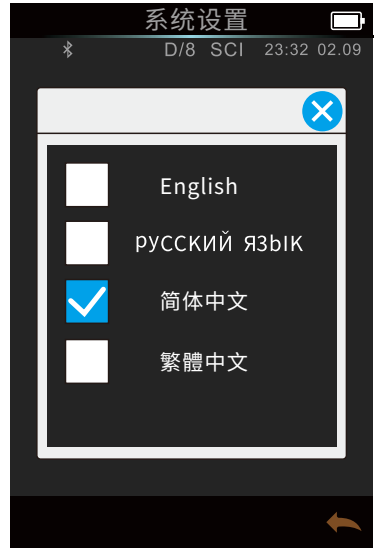 系统设置
D/8 SCI 23:32 02.09
English
русский язык
简体中文
繁體中文